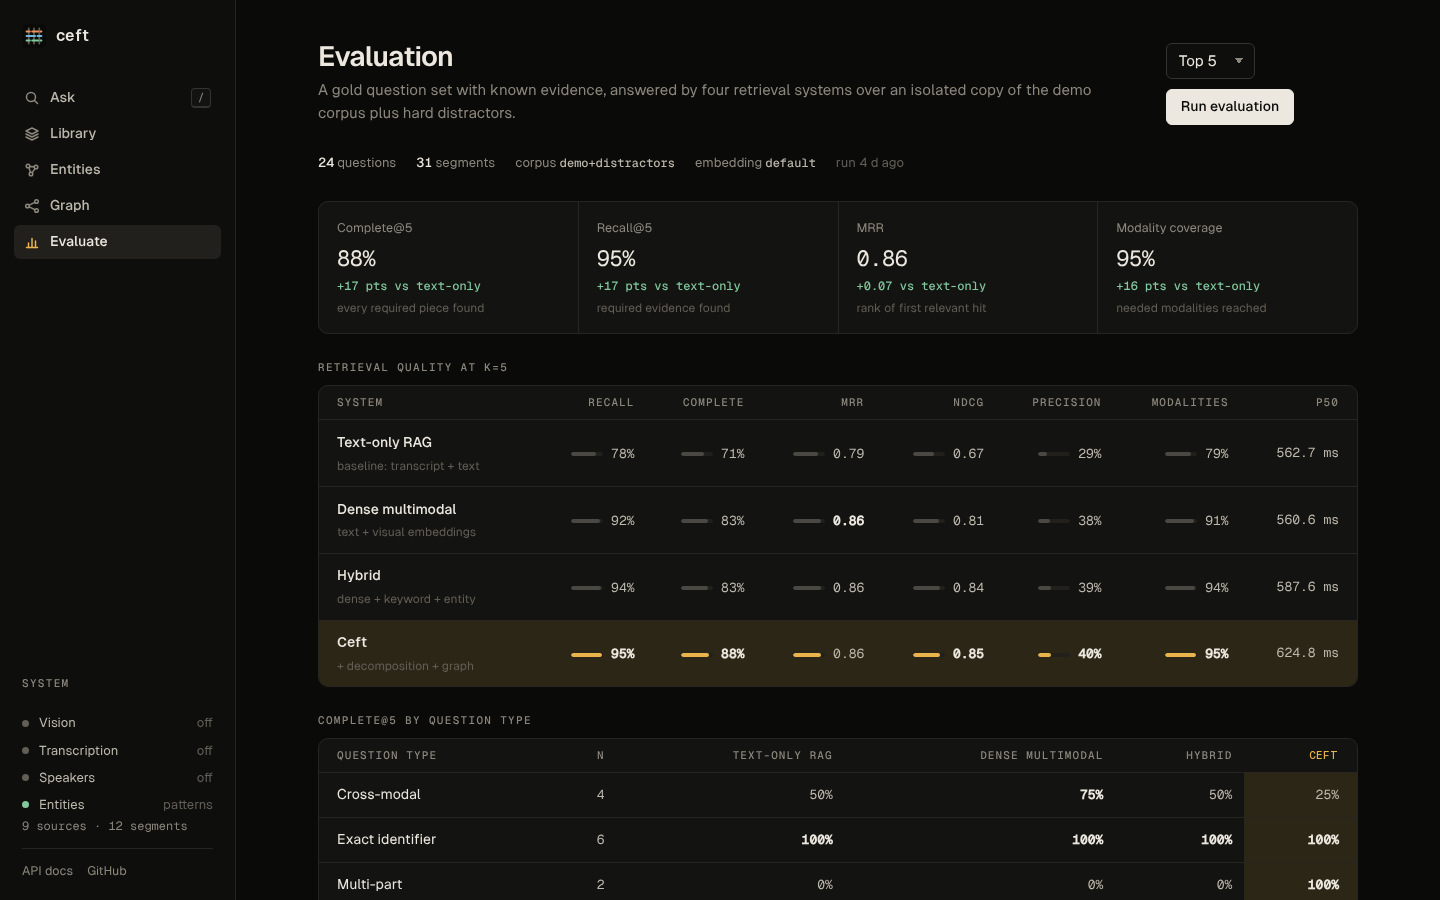 ceft
Ask /
Library
Entities
Graph
Evaluate
SYSTEM
Vision off
Transcription off
Speakers off
Entities patterns
9 sources · 12 segments
API docs GitHub
Evaluation
A gold question set with known evidence, answered by four retrieval systems over an isolated copy of the demo
corpus plus hard distractors.
Top 5
Run evaluation
24 questions 31 segments corpus demo+distractors embedding default run 4 d ago
Complete@5 Recall@5 MRR Modality coverage
88% 95% 0.86 95%
+17 pts vs text-only +17 pts vs text-only +0.07 vs text-only +16 pts vs text-only
every required piece found required evidence found rank of first relevant hit needed modalities reached
RETRIEVAL QUALITY AT K=5
SYSTEM RECALL COMPLETE MRR NDCG PRECISION MODALITIES P50
Text-only RAG
baseline: transcript + text
78% 71% 0.79 0.67 29% 79% 562.7 ms
Dense multimodal
text + visual embeddings
92% 83% 0.86 0.81 38% 91% 560.6 ms
Hybrid
dense + keyword + entity
94% 83% 0.86 0.84 39% 94% 587.6 ms
Ceft
+ decomposition + graph
95% 88% 0.86 0.85 40% 95% 624.8 ms
COMPLETE@5 BY QUESTION TYPE
QUESTION TYPE N TEXT-ONLY RAG DENSE MULTIMODAL HYBRID CEFT
Cross-modal 4 50% 75% 50% 25%
Exact identifier 6 100% 100% 100% 100%
Multi-part 2 0% 0% 0% 100%